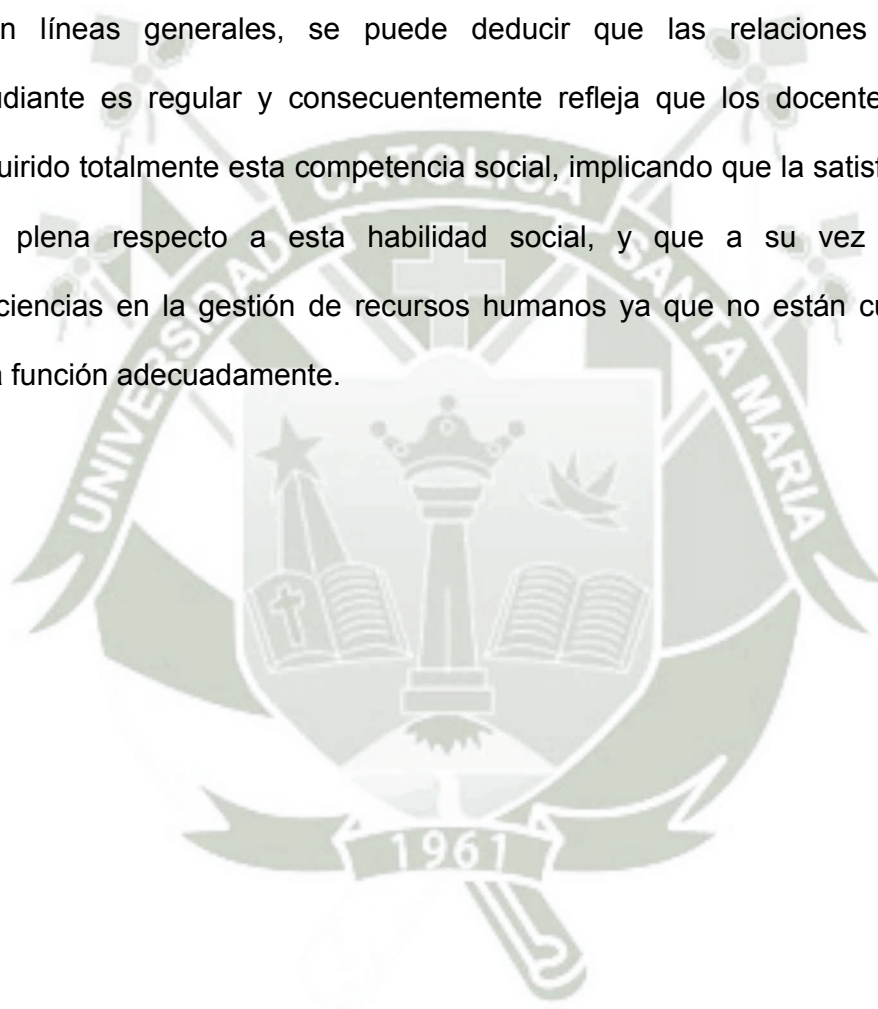 n líneas generales, se puede deducir que las relaciones
udiante es regular y consecuentemente refleja que los docente
uirido totalmente esta competencia social, implicando que la satisf
plena respecto a esta habilidad social, y que a su vez
ciencias en la gestión de recursos humanos ya que no están cu
a función adecuadamente.
UNIVERSIDAD CATOLICA SANTA MARIA
1961